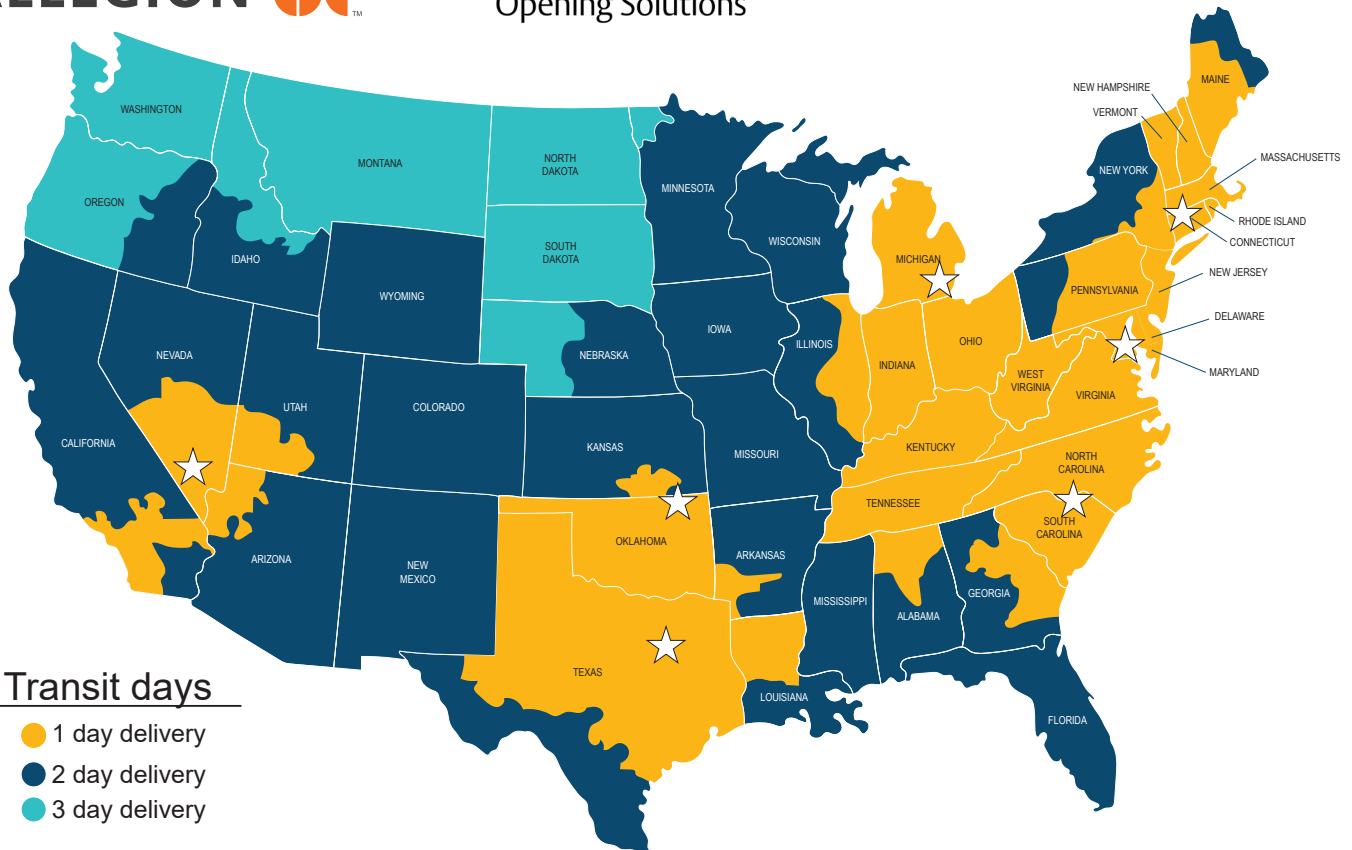 Opening Solutions
TM
WASHINGTON
OREGON
IDAHO
MONTANA
NORTH
DAKOTA
SOUTH
DAKOTA
MINNESOTA
WISCONSIN
MICHIGAN
WYOMING
NEVADA
UTAH
COLORADO
NEBRASKA
IOWA
ILLINOIS
INDIANA
OHIO
CALIFORNIA
KANSAS
MISSOURI
KENTUCKY
WEST
VIRGINIA
VIRGINIA
PENNSYLVANIA
NEW YORK
MAINE
NEW HAMPSHIRE
VERMONT
MASSACHUSETTS
RHODE ISLAND
CONNECTICUT
NEW JERSEY
DELAWARE
MARYLAND
ARIZONA
NEW
MEXICO
OKLAHOMA
ARKANSAS
TENNESSEE
NORTH
CAROLINA
SOUTH
CAROLINA
TEXAS
LOUISIANA
MISSISSIPPI
ALABAMA
GEORGIA
FLORIDA
Transit days
1 day delivery
2 day delivery
3 day delivery